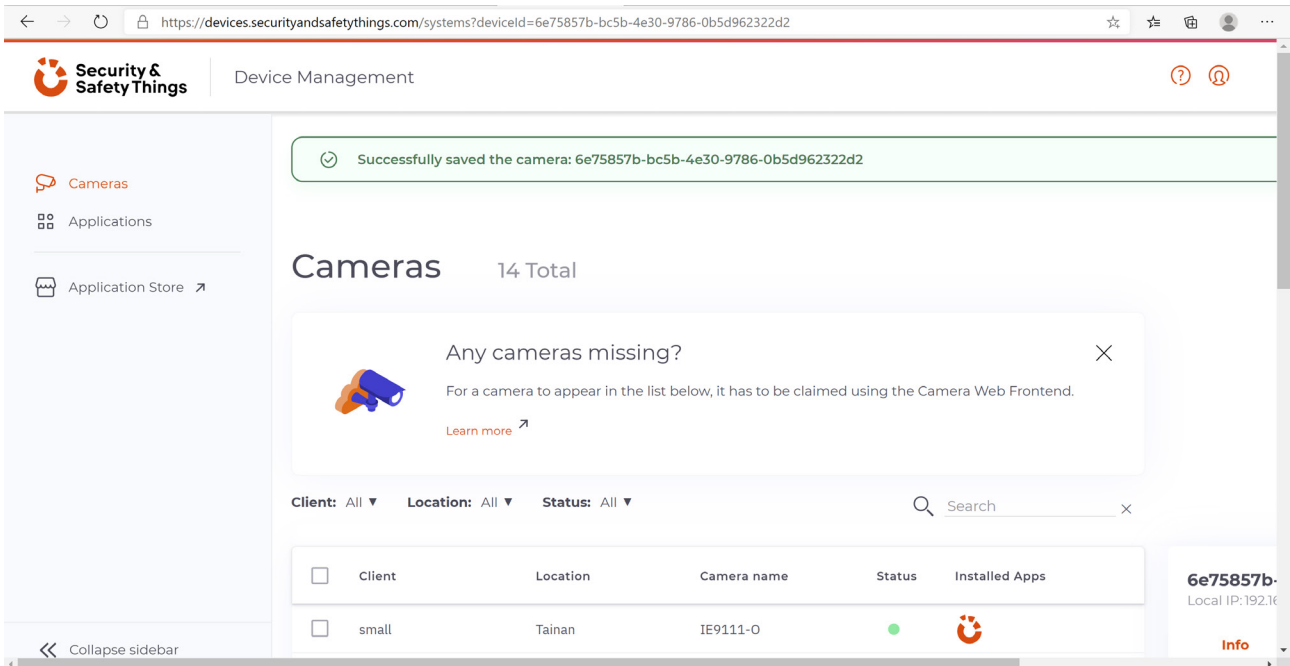 https://devices.securityandsafetythings.com/systems?deviceId=6e75857b-bc5b-4e30-9786-0b5d962322d2
Security &
Safety Things
Device Management
Cameras
Applications
Application Store
Collapse sidebar
Successfully saved the camera: 6e75857b-bc5b-4e30-9786-0b5d962322d2
Cameras 14 Total
Any cameras missing?
For a camera to appear in the list below, it has to be claimed using the Camera Web Frontend.
Learn more
Client: All Location: All Status: All Search
Client Location Camera name Status Installed Apps
small Tainan IE9111-O
6e75857b-
Local IP: 192.16
Info